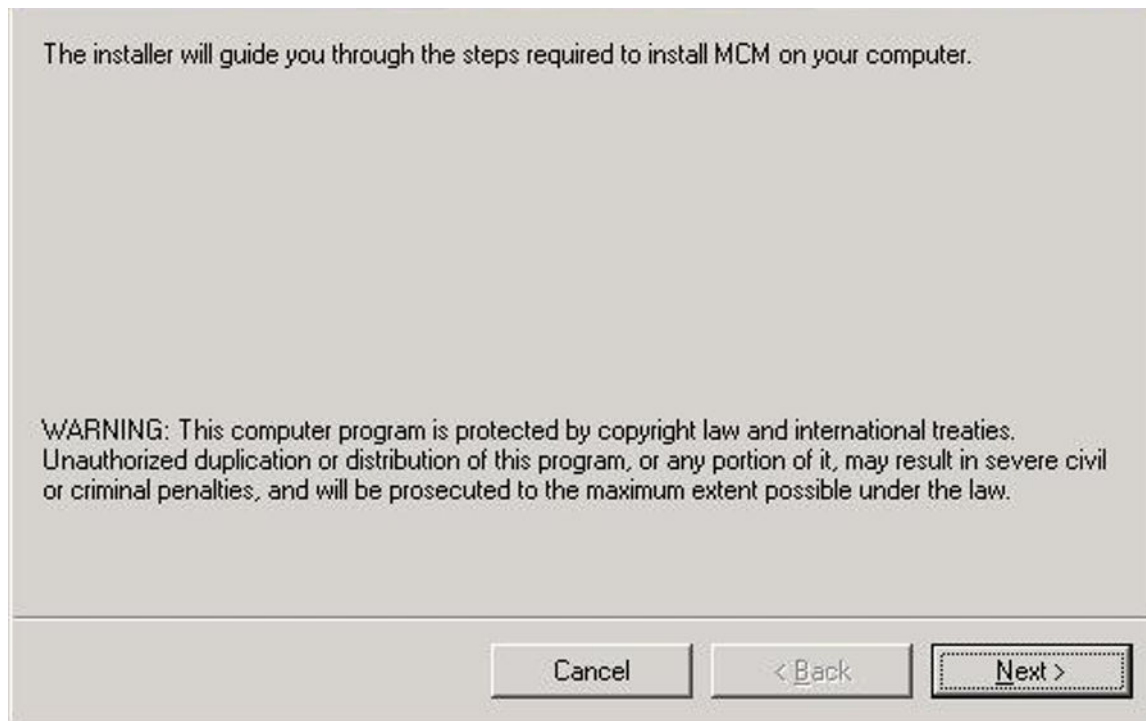 The installer will guide you through the steps required to install MCM on your computer.
WARNING: This computer program is protected by copyright law and international treaties.
Unauthorized duplication or distribution of this program, or any portion of it, may result in severe civil
or criminal penalties, and will be prosecuted to the maximum extent possible under the law.
Cancel < Back Next >